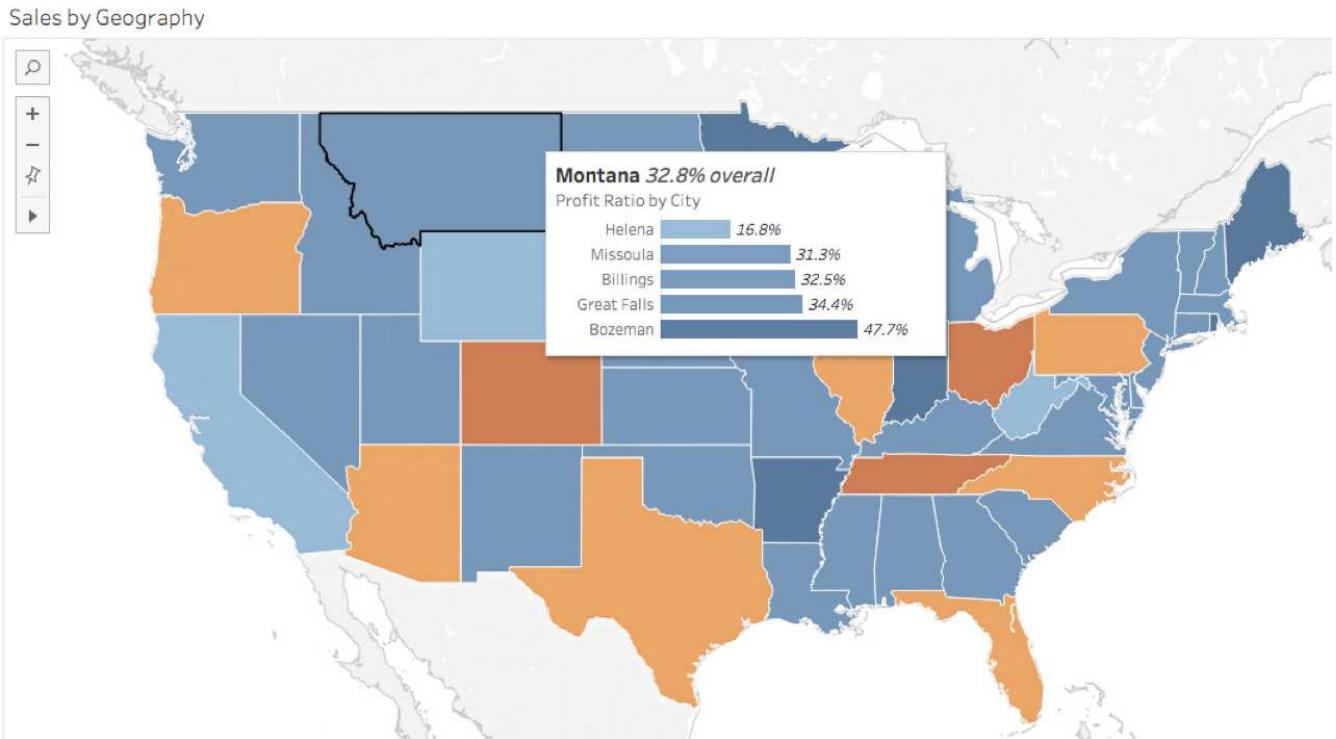 Sales by Geography
Montana 32.8% overall
Profit Ratio by City
Helena 16.8%
Missoula 31.3%
Billings 32.5%
Great Falls 34.4%
Bozeman 47.7%